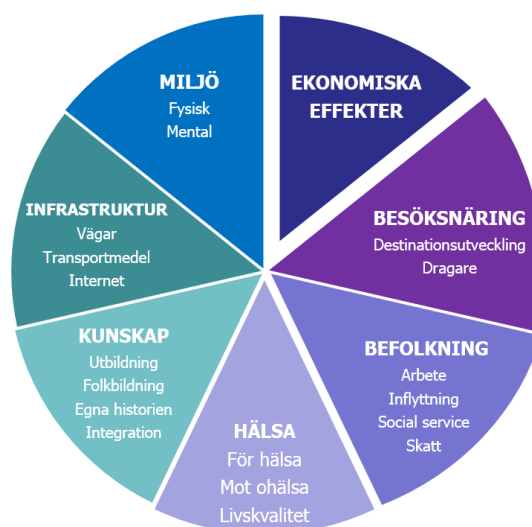 MILJÖ
Fysisk
Mental
EKONOMISKA
EFFEKTER
BESÖKSNÄRING
Destinationsutveckling
Dragare
BEFOLKNING
Arbete
Inflyttning
Social service
Skatt
HÄLSA
För hälsa
Mot ohälsa
Livskvalitet
KUNSKAP
Utbildning
Folkbildning
Egna historien
Integration
INFRASTRUKTUR
Vägar
Transportmedel
Internet